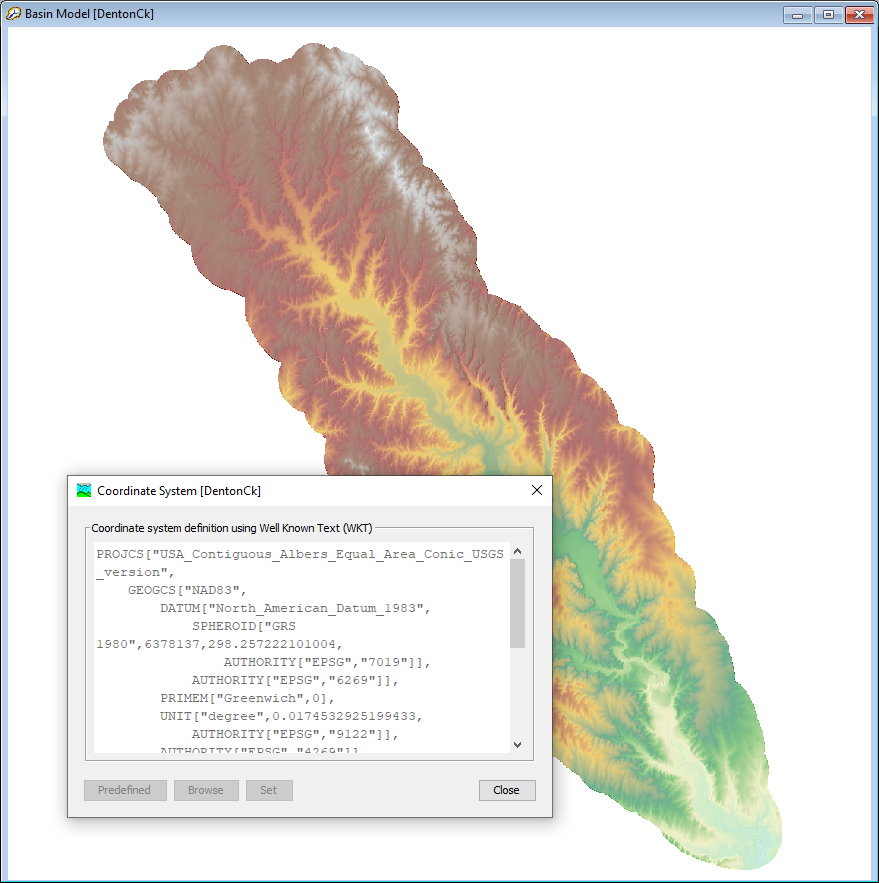 Basin Model [DentonCk]
Coordinate System [DentonCk]
Coordinate system definition using Well Known Text (WKT)
PROJCS["USA_Contiguous_Albers_Equal_Area_Conic_USGS
_version",
GEOGCS["NAD83",
DATUM["North_American_Datum_1983",
SPHEROID["GRS
1980",6378137,298.257222101004,
AUTHORITY["EPSG","7019"]],
AUTHORITY["EPSG","6269"]],
PRIMEM["Greenwich",0],
UNIT["degree",0.0174532925199433,
AUTHORITY["EPSG","9122"]],
AUTHORITY["EPSG","4269"]]
Predefined Browse Set Close